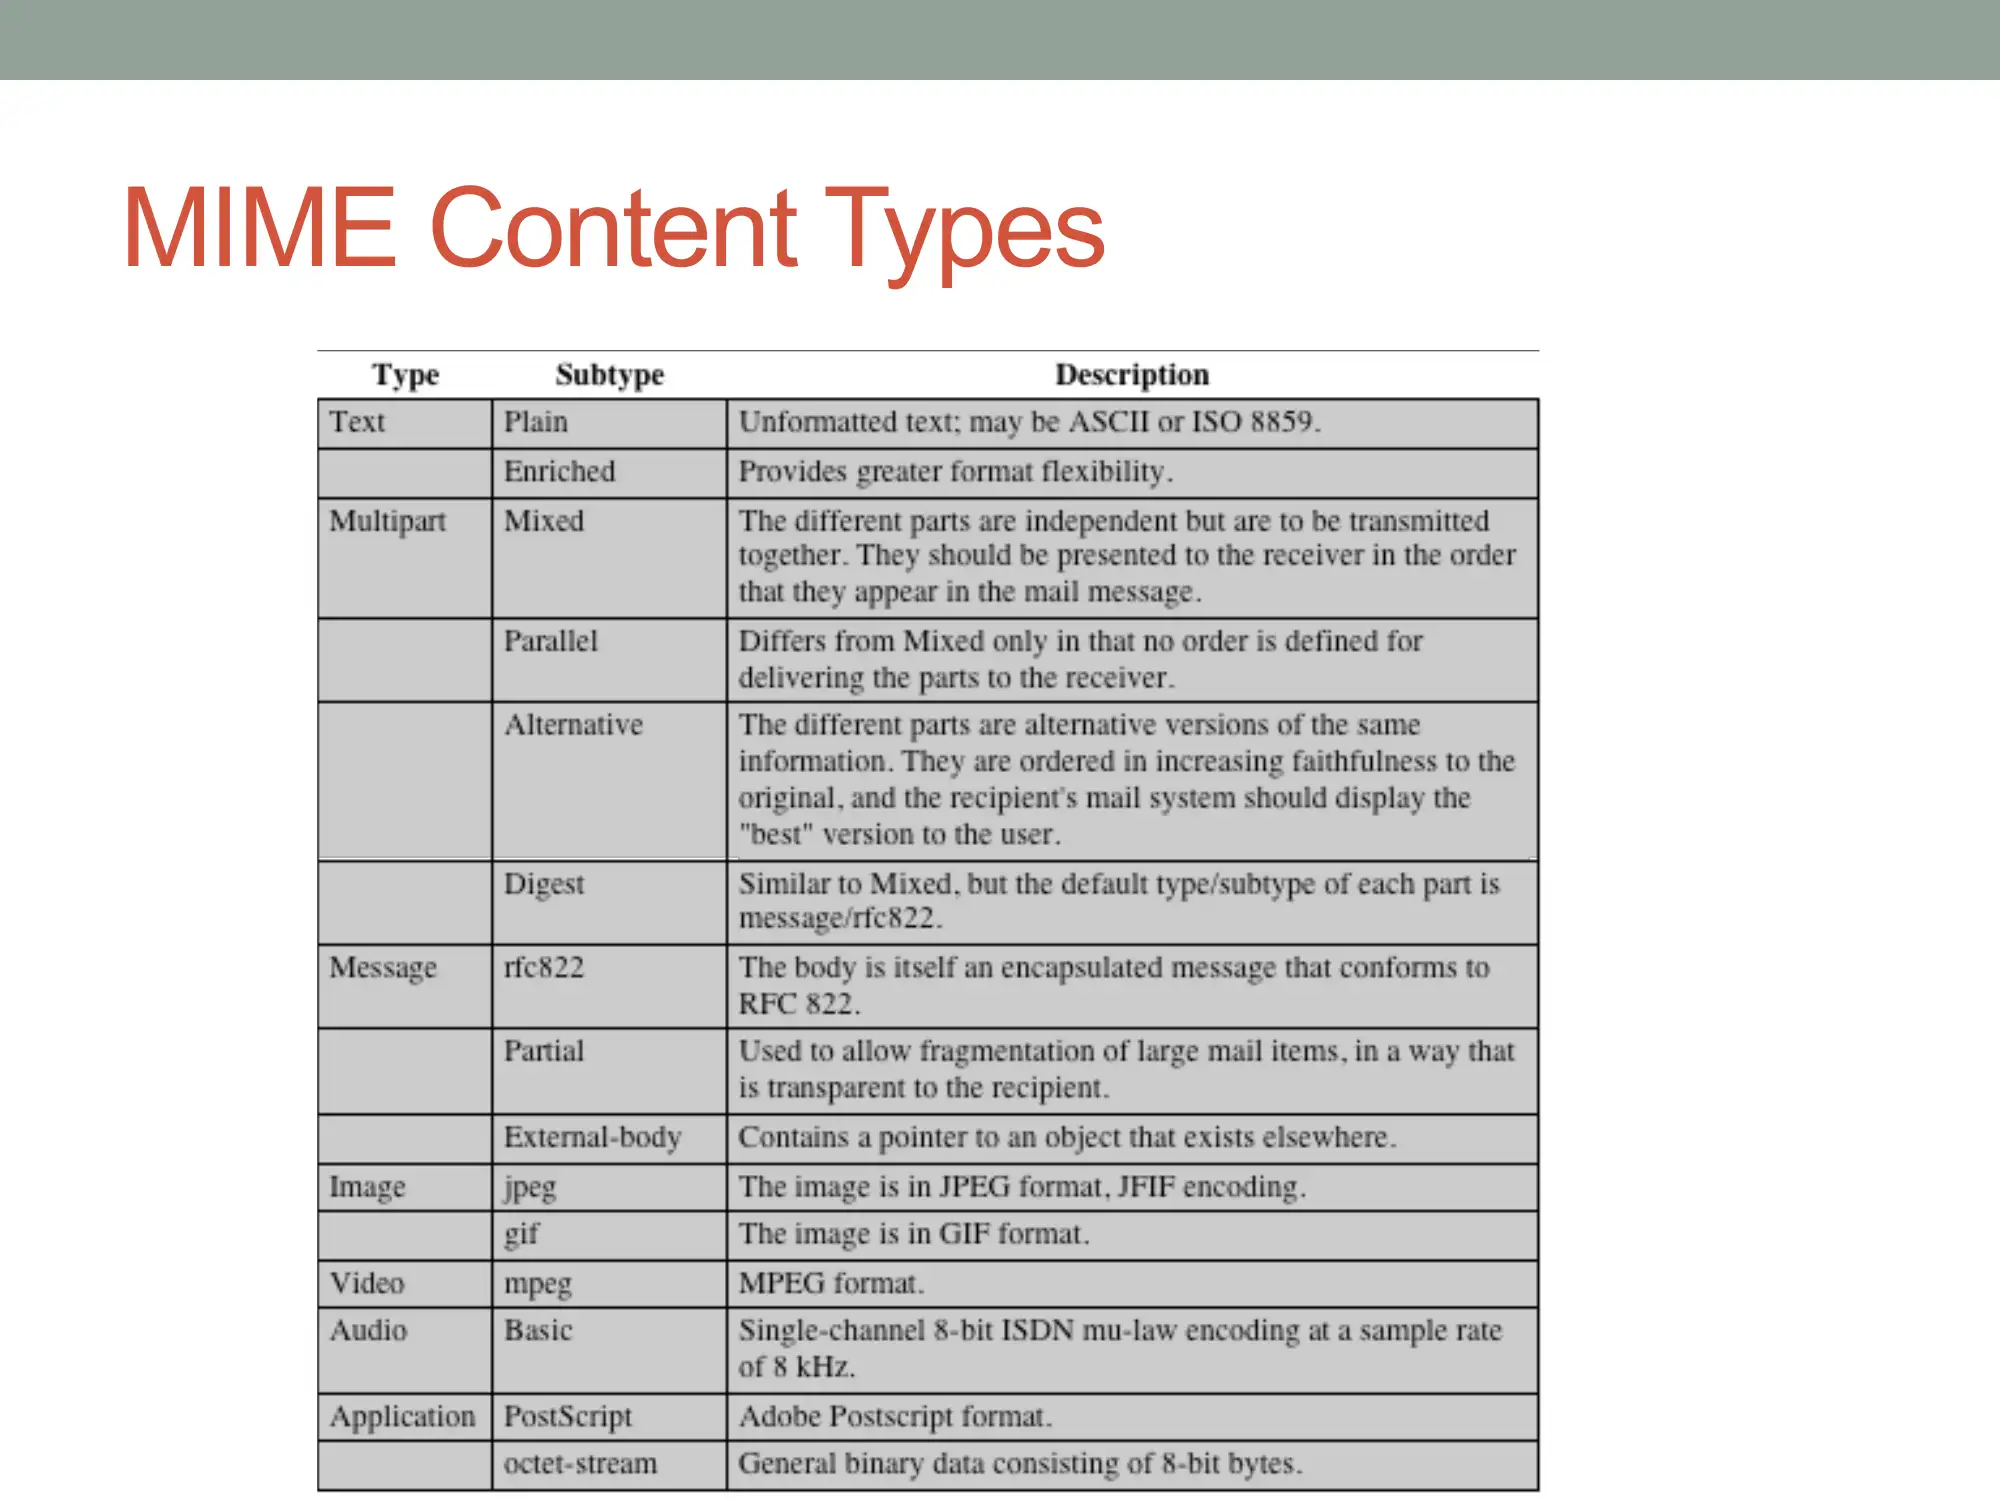 MIME Content Types
Type Subtype Description
Text Plain Unformatted text; may be ASCII or ISO 8859.
Enriched Provides greater format flexibility.
Multipart Mixed The different parts are independent but are to be transmitted
together. They should be presented to the receiver in the order
that they appear in the mail message.
Parallel Differs from Mixed only in that no order is defined for
delivering the parts to the receiver.
Alternative The different parts are alternative versions of the same
information. They are ordered in increasing faithfulness to the
original, and the recipient's mail system should display the
"best" version to the user.
Digest Similar to Mixed, but the default type/subtype of each part is
message/rfc822.
Message rfc822 The body is itself an encapsulated message that conforms to
RFC 822.
Partial Used to allow fragmentation of large mail items, in a way that
is transparent to the recipient.
External-body Contains a pointer to an object that exists elsewhere.
Image jpeg The image is in JPEG format, JFIF encoding.
gif The image is in GIF format.
Video mpeg MPEG format.
Audio Basic Single-channel 8-bit ISDN mu-law encoding at a sample rate
of 8 kHz.
Application PostScript Adobe Postscript format.
octet-stream General binary data consisting of 8-bit bytes.